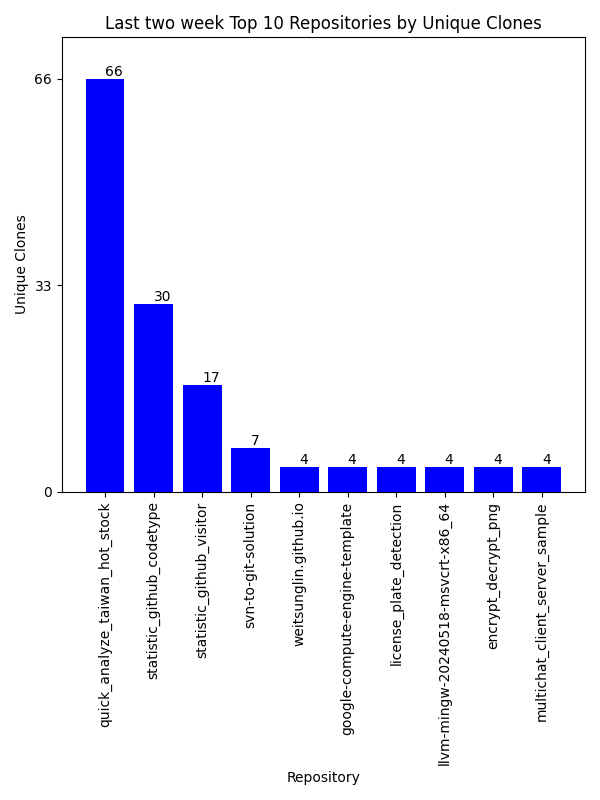 Last two week Top 10 Repositories by Unique Clones
Unique Clones
66
33
0
66
30
17
7
4
4
4
4
4
4
quick_analyze_taiwan_hot_stock
statistic_github_codetype
statistic_github_visitor
svn-to-git-solution
weitsunglin.github.io
google-compute-engine-template
license_plate_detection
llvm-mingw-20240518-msvcrt-x86_64
encrypt_decrypt_png
multichat_client_server_sample
Repository